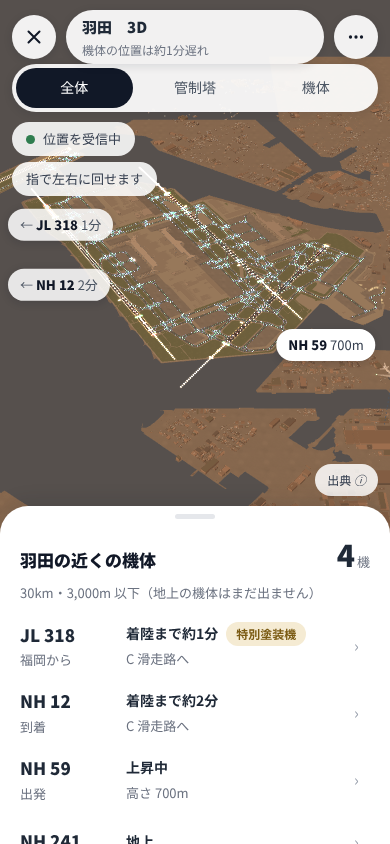 羽田 3D
機体の位置は約1分遅れ
全体 管制塔 機体
位置を受信中
指で左右に回せます
← JL 318 1分
← NH 12 2分
NH 59 700m
出典 ⓘ
羽田の近くの機体 4機
30km・3,000m 以下（地上の機体はまだ出ません）
JL 318 着陸まで約1分 特別塗装機
福岡から C 滑走路へ
NH 12 着陸まで約2分
到着 C 滑走路へ
NH 59 上昇中
出発 高さ 700m
NH 241 地上